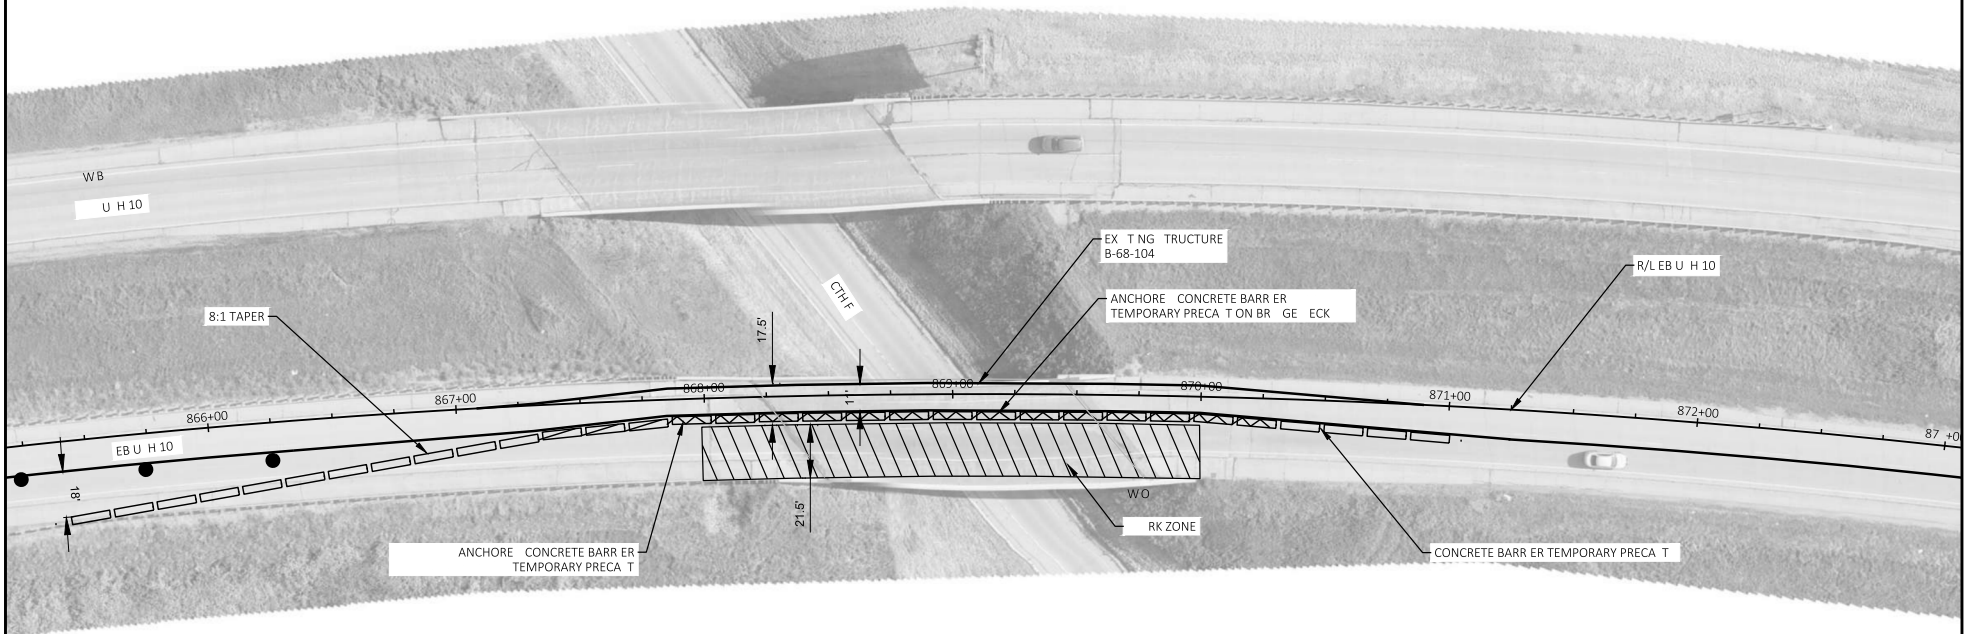 WB
U H 10
EX T NG TRUCTURE
B-68-104
R/L EB U H 10
CTH F
ANCHORE CONCRETE BARR ER
TEMPORARY PRECA T ON BR GE ECK
8:1 TAPER
17.5'
11'
866+00
867+00
868+00
869+00
870+00
871+00
872+00
87 +0
EB U H 10
18'
21.5'
WO
RK ZONE
ANCHORE CONCRETE BARR ER
TEMPORARY PRECA T
CONCRETE BARR ER TEMPORARY PRECA T